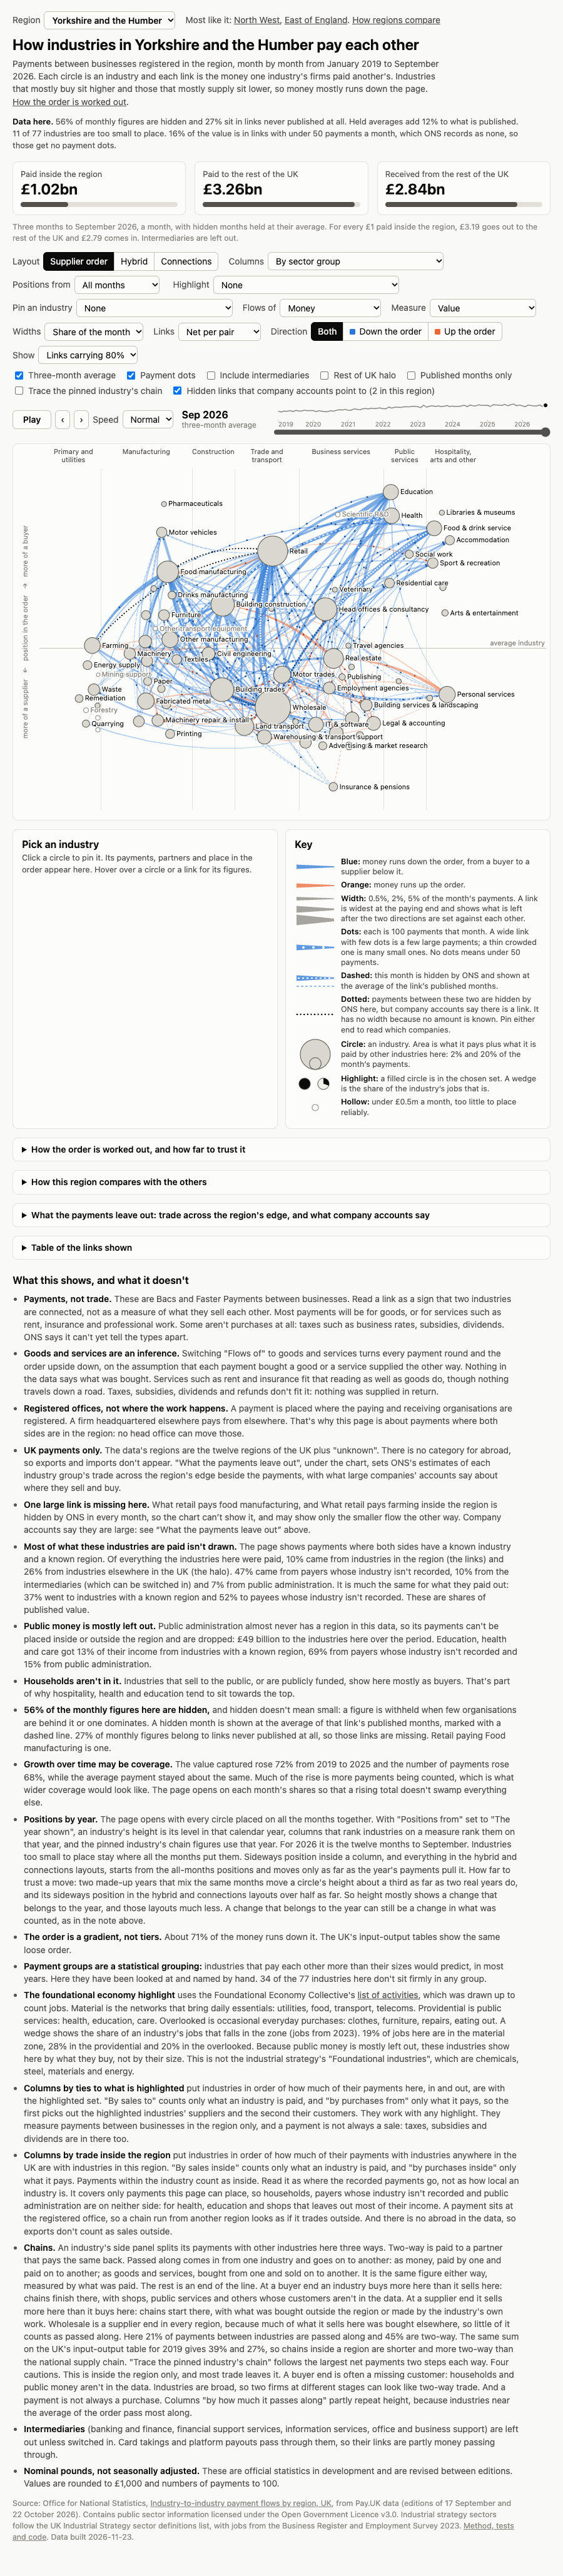 Region Yorkshire and the Humber Most like it: North West, East of England. How regions compare
How industries in Yorkshire and the Humber pay each other
Payments between businesses registered in the region, month by month from January 2019 to September
2026. Each circle is an industry and each link is the money one industry's firms paid another's. Industries
that mostly buy sit higher and those that mostly supply sit lower, so money mostly runs down the page.
How the order is worked out.
Data here. 56% of monthly figures are hidden and 27% sit in links never published at all. Held averages add 12% to what is published.
11 of 77 industries are too small to place. 16% of the value is in links with under 50 payments a month, which ONS records as none, so
those get no payment dots.
Paid inside the region
£1.02bn
Paid to the rest of the UK
£3.26bn
Received from the rest of the UK
£2.84bn
Three months to September 2026, a month, with hidden months held at their average. For every £1 paid inside the region, £3.19 goes out to the
rest of the UK and £2.79 comes in. Intermediaries are left out.
Layout Supplier order Hybrid Connections Columns By sector group
Positions from All months Highlight None
Pin an industry None Flows of Money Measure Value
Widths Share of the month Links Net per pair Direction Both Down the order Up the order
Show Links carrying 80%
Three-month average Payment dots Include intermediaries Rest of UK halo Published months only
Trace the pinned industry's chain Hidden links that company accounts point to (2 in this region)
Play ‹ › Speed Normal Sep 2026
three-month average
2019 2020 2021 2022 2023 2024 2025 2026
Primary and utilities Manufacturing Construction Trade and transport Business services Public services Hospitality, arts and other
more of a supplier ← position in the order → more of a buyer
Education
Pharmaceuticals
Scientific R&D
Health
Libraries & museums
Motor vehicles
Food & drink service
Accommodation
Retail
Social work
Sport & recreation
Food manufacturing
Residential care
Veterinary
Drinks manufacturing
Building construction
Head offices & consultancy
Arts & entertainment
Furniture
Other transport equipment
Other manufacturing
average industry
Farming
Travel agencies
Machinery
Civil engineering
Textiles
Real estate
Energy supply
Mining support
Motor trades
Publishing
Paper
Employment agencies
Waste
Building trades
Personal services
Remediation
Fabricated metal
Building services & landscaping
Forestry
Wholesale
Quarrying
Machinery repair & install
Land transport
IT & software
Legal & accounting
Printing
Warehousing & transport support
Advertising & market research
Insurance & pensions
Pick an industry
Click a circle to pin it. Its payments, partners and place in the
order appear here. Hover over a circle or a link for its figures.
Key
Blue: money runs down the order, from a buyer to a
supplier below it.
Orange: money runs up the order.
Width: 0.5%, 2%, 5% of the month's payments. A link
is widest at the paying end and shows what is left
after the two directions are set against each other.
Dots: each is 100 payments that month. A wide link
with few dots is a few large payments; a thin crowded
one is many small ones. No dots means under 50
payments.
Dashed: this month is hidden by ONS and shown at
the average of the link's published months.
Dotted: payments between these two are hidden by
ONS here, but company accounts say there is a link. It
has no width because no amount is known. Pin either
end to read which companies.
Circle: an industry. Area is what it pays plus what it is
paid by other industries here: 2% and 20% of the
month's payments.
Highlight: a filled circle is in the chosen set. A wedge
is the share of the industry's jobs that is.
Hollow: under £0.5m a month, too little to place
reliably.
How the order is worked out, and how far to trust it
How this region compares with the others
What the payments leave out: trade across the region's edge, and what company accounts say
Table of the links shown
What this shows, and what it doesn't
Payments, not trade. These are Bacs and Faster Payments between businesses. Read a link as a sign that two industries
are connected, not as a measure of what they sell each other. Most payments will be for goods, or for services such as
rent, insurance and professional work. Some aren't purchases at all: taxes such as business rates, subsidies, dividends.
ONS says it can't yet tell the types apart.
Goods and services are an inference. Switching "Flows of" to goods and services turns every payment round and the
order upside down, on the assumption that each payment bought a good or a service supplied the other way. Nothing in
the data says what was bought. Services such as rent and insurance fit that reading as well as goods do, though nothing
travels down a road. Taxes, subsidies, dividends and refunds don't fit it: nothing was supplied in return.
Registered offices, not where the work happens. A payment is placed where the paying and receiving organisations are
registered. A firm headquartered elsewhere pays from elsewhere. That's why this page is about payments where both
sides are in the region: no head office can move those.
UK payments only. The data's regions are the twelve regions of the UK plus "unknown". There is no category for abroad,
so exports and imports don't appear. "What the payments leave out", under the chart, sets ONS's estimates of each
industry group's trade across the region's edge beside the payments, with what large companies' accounts say about
where they sell and buy.
One large link is missing here. What retail pays food manufacturing, and What retail pays farming inside the region is
hidden by ONS in every month, so the chart can't show it, and may show only the smaller flow the other way. Company
accounts say they are large: see "What the payments leave out" above.
Most of what these industries are paid isn't drawn. The page shows payments where both sides have a known industry
and a known region. Of everything the industries here were paid, 10% came from industries in the region (the links) and
26% from industries elsewhere in the UK (the halo). 47% came from payers whose industry isn't recorded, 10% from the
intermediaries (which can be switched in) and 7% from public administration. It is much the same for what they paid out:
37% went to industries with a known region and 52% to payees whose industry isn't recorded. These are shares of
published value.
Public money is mostly left out. Public administration almost never has a region in this data, so its payments can't be
placed inside or outside the region and are dropped: £49 billion to the industries here over the period. Education, health
and care got 13% of their income from industries with a known region, 69% from payers whose industry isn't recorded and
15% from public administration.
Households aren't in it. Industries that sell to the public, or are publicly funded, show here mostly as buyers. That's part
of why hospitality, health and education tend to sit towards the top.
56% of the monthly figures here are hidden, and hidden doesn't mean small: a figure is withheld when few organisations
are behind it or one dominates. A hidden month is shown at the average of that link's published months, marked with a
dashed line. 27% of monthly figures belong to links never published at all, so those links are missing. Retail paying Food
manufacturing is one.
Growth over time may be coverage. The value captured rose 72% from 2019 to 2025 and the number of payments rose
68%, while the average payment stayed about the same. Much of the rise is more payments being counted, which is what
wider coverage would look like. The page opens on each month's shares so that a rising total doesn't swamp everything
else.
Positions by year. The page opens with every circle placed on all the months together. With "Positions from" set to "The
year shown", an industry's height is its level in that calendar year, columns that rank industries on a measure rank them on
that year, and the pinned industry's chain figures use that year. For 2026 it is the twelve months to September. Industries
too small to place stay where all the months put them. Sideways position inside a column, and everything in the hybrid and
connections layouts, starts from the all-months positions and moves only as far as the year's payments pull it. How far to
trust a move: two made-up years that mix the same months move a circle's height about a third as far as two real years do,
and its sideways position in the hybrid and connections layouts over half as far. So height mostly shows a change that
belongs to the year, and those layouts much less. A change that belongs to the year can still be a change in what was
counted, as in the note above.
The order is a gradient, not tiers. About 71% of the money runs down it. The UK's input-output tables show the same
loose order.
Payment groups are a statistical grouping: industries that pay each other more than their sizes would predict, in most
years. Here they have been looked at and named by hand. 34 of the 77 industries here don't sit firmly in any group.
The foundational economy highlight uses the Foundational Economy Collective's list of activities, which was drawn up to
count jobs. Material is the networks that bring daily essentials: utilities, food, transport, telecoms. Providential is public
services: health, education, care. Overlooked is occasional everyday purchases: clothes, furniture, repairs, eating out. A
wedge shows the share of an industry's jobs that falls in the zone (jobs from 2023). 19% of jobs here are in the material
zone, 28% in the providential and 20% in the overlooked. Because public money is mostly left out, these industries show
here by what they buy, not by their size. This is not the industrial strategy's "Foundation industries", which are chemicals,
steel, materials and energy.
Columns by ties to what is highlighted put industries in order of how much of their payments here, in and out, are with
the highlighted set. "By sales to" counts only what an industry is paid, and "by purchases from" only what it pays, so the
first picks out the highlighted industries' suppliers and the second their customers. They work with any highlight. They
measure payments between businesses in the region only, and a payment is not always a sale: taxes, subsidies and
dividends are in there too.
Columns by trade inside the region put industries in order of how much of their payments with industries anywhere in the
UK are with industries in this region. "By sales inside" counts only what an industry is paid, and "by purchases inside" only
what it pays. Payments within the industry count as inside. Read it as where the recorded payments go, not as how local an
industry is. It covers only payments this page can place, so households, payers whose industry isn't recorded and public
administration are on neither side: for health, education and shops that leaves out most of their income. A payment sits at
the registered office, so a chain run from another region looks as if it trades outside. And there is no abroad in the data, so
exports don't count as sales outside.
Chains. An industry's side panel splits its payments with other industries here three ways. Two-way is paid to a partner
that pays the same back. Passed along comes in from one industry and goes on to another: as money, paid by one and
paid on to another; as goods and services, bought from one and sold on to another. It is the same figure either way,
measured by what was paid. The rest is an end of the line. At a buyer end an industry buys more here than it sells here:
chains finish there, with shops, public services and others whose customers aren't in the data. At a supplier end it sells
more here than it buys here: chains start there, with what was bought outside the region or made by the industry's own
work. Wholesale is a supplier end in every region, because much of what it sells here was bought elsewhere, so little of it
counts as passed along. Here 21% of payments between industries are passed along and 45% are two-way. The same sum
on the UK's input-output table for 2019 gives 39% and 27%, so chains inside a region are shorter and more two-way than
the national supply chain. "Trace the pinned industry's chain" follows the largest net payments two steps each way. Four
cautions. This is inside the region only, and most trade leaves it. A buyer end is often a missing customer: households and
public money aren't in the data. Industries are broad, so two firms at different stages can look like two-way trade. And a
payment is not always a purchase. Columns "by how much it passes along" partly repeat height, because industries near
the average of the order pass most along.
Intermediaries (banking and finance, financial support services, information services, office and business support) are left
out unless switched in. Card takings and platform payouts pass through them, so their links are partly money passing
through.
Nominal pounds, not seasonally adjusted. These are official statistics in development and are revised between editions.
Values are rounded to £1,000 and numbers of payments to 100.
Source: Office for National Statistics, Industry-to-industry payment flows by region, UK, from Pay.UK data (editions of 17 September and
22 October 2026). Contains public sector information licensed under the Open Government Licence v3.0. Industrial strategy sectors
follow the UK Industrial Strategy sector definitions list, with jobs from the Business Register and Employment Survey 2023. Method, tests
and code. Data built 2026-11-23.